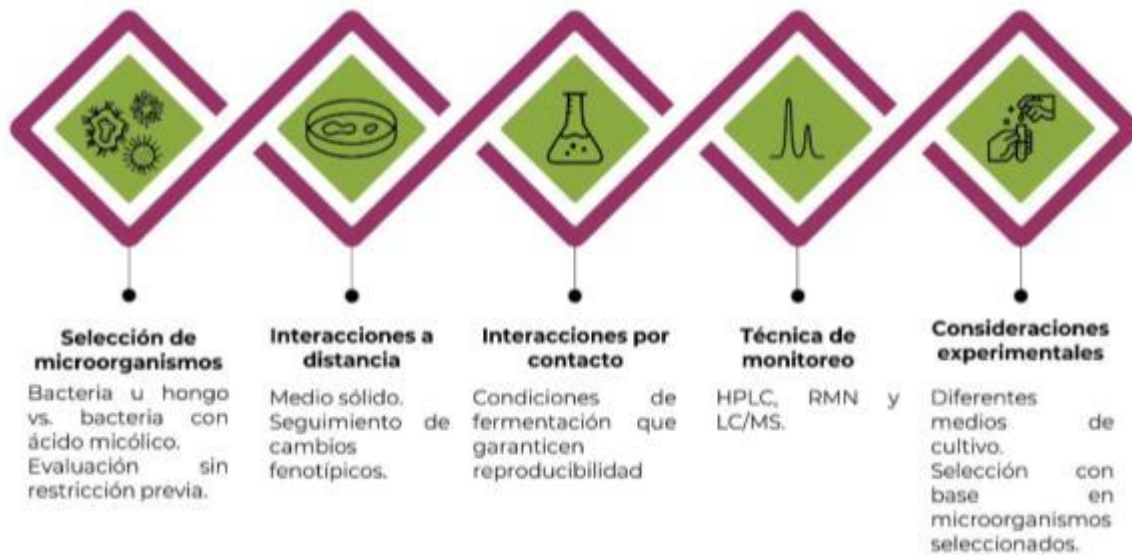 Selección de
microorganismos
Bacteria u hongo
vs. bacteria con
ácido micólico.
Evaluación sin
restricción previa.
Interacciones a
distancia
Medio sólido.
Seguimiento de
cambios
fenotípicos.
Interacciones por
contacto
Condiciones de
fermentación que
garanticen
reproducibilidad
Técnica de
monitoreo
HPLC, RMN y
LC/MS.
Consideraciones
experimentales
Diferentes
medios de
cultivo.
Selección con
base en
microorganismos
seleccionados.